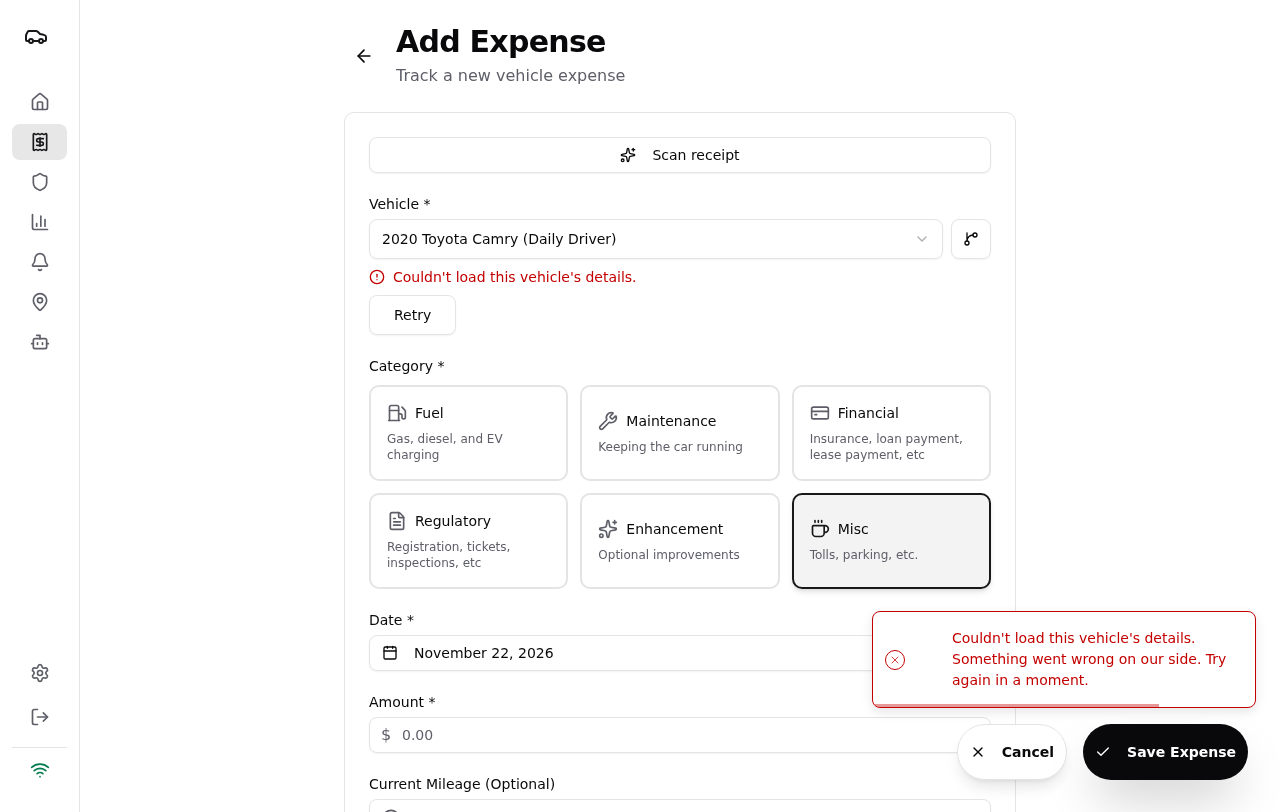 Add Expense
Track a new vehicle expense
Scan receipt
Vehicle *
2020 Toyota Camry (Daily Driver)
Couldn't load this vehicle's details.
Retry
Category *
Fuel
Gas, diesel, and EV
charging
Maintenance
Keeping the car running
Financial
Insurance, loan payment,
lease payment, etc
Regulatory
Registration, tickets,
inspections, etc
Enhancement
Optional improvements
Misc
Tolls, parking, etc.
Date *
November 22, 2026
Couldn't load this vehicle's details.
Something went wrong on our side. Try
again in a moment.
Amount *
$ 0.00
Cancel
Save Expense
Current Mileage (Optional)